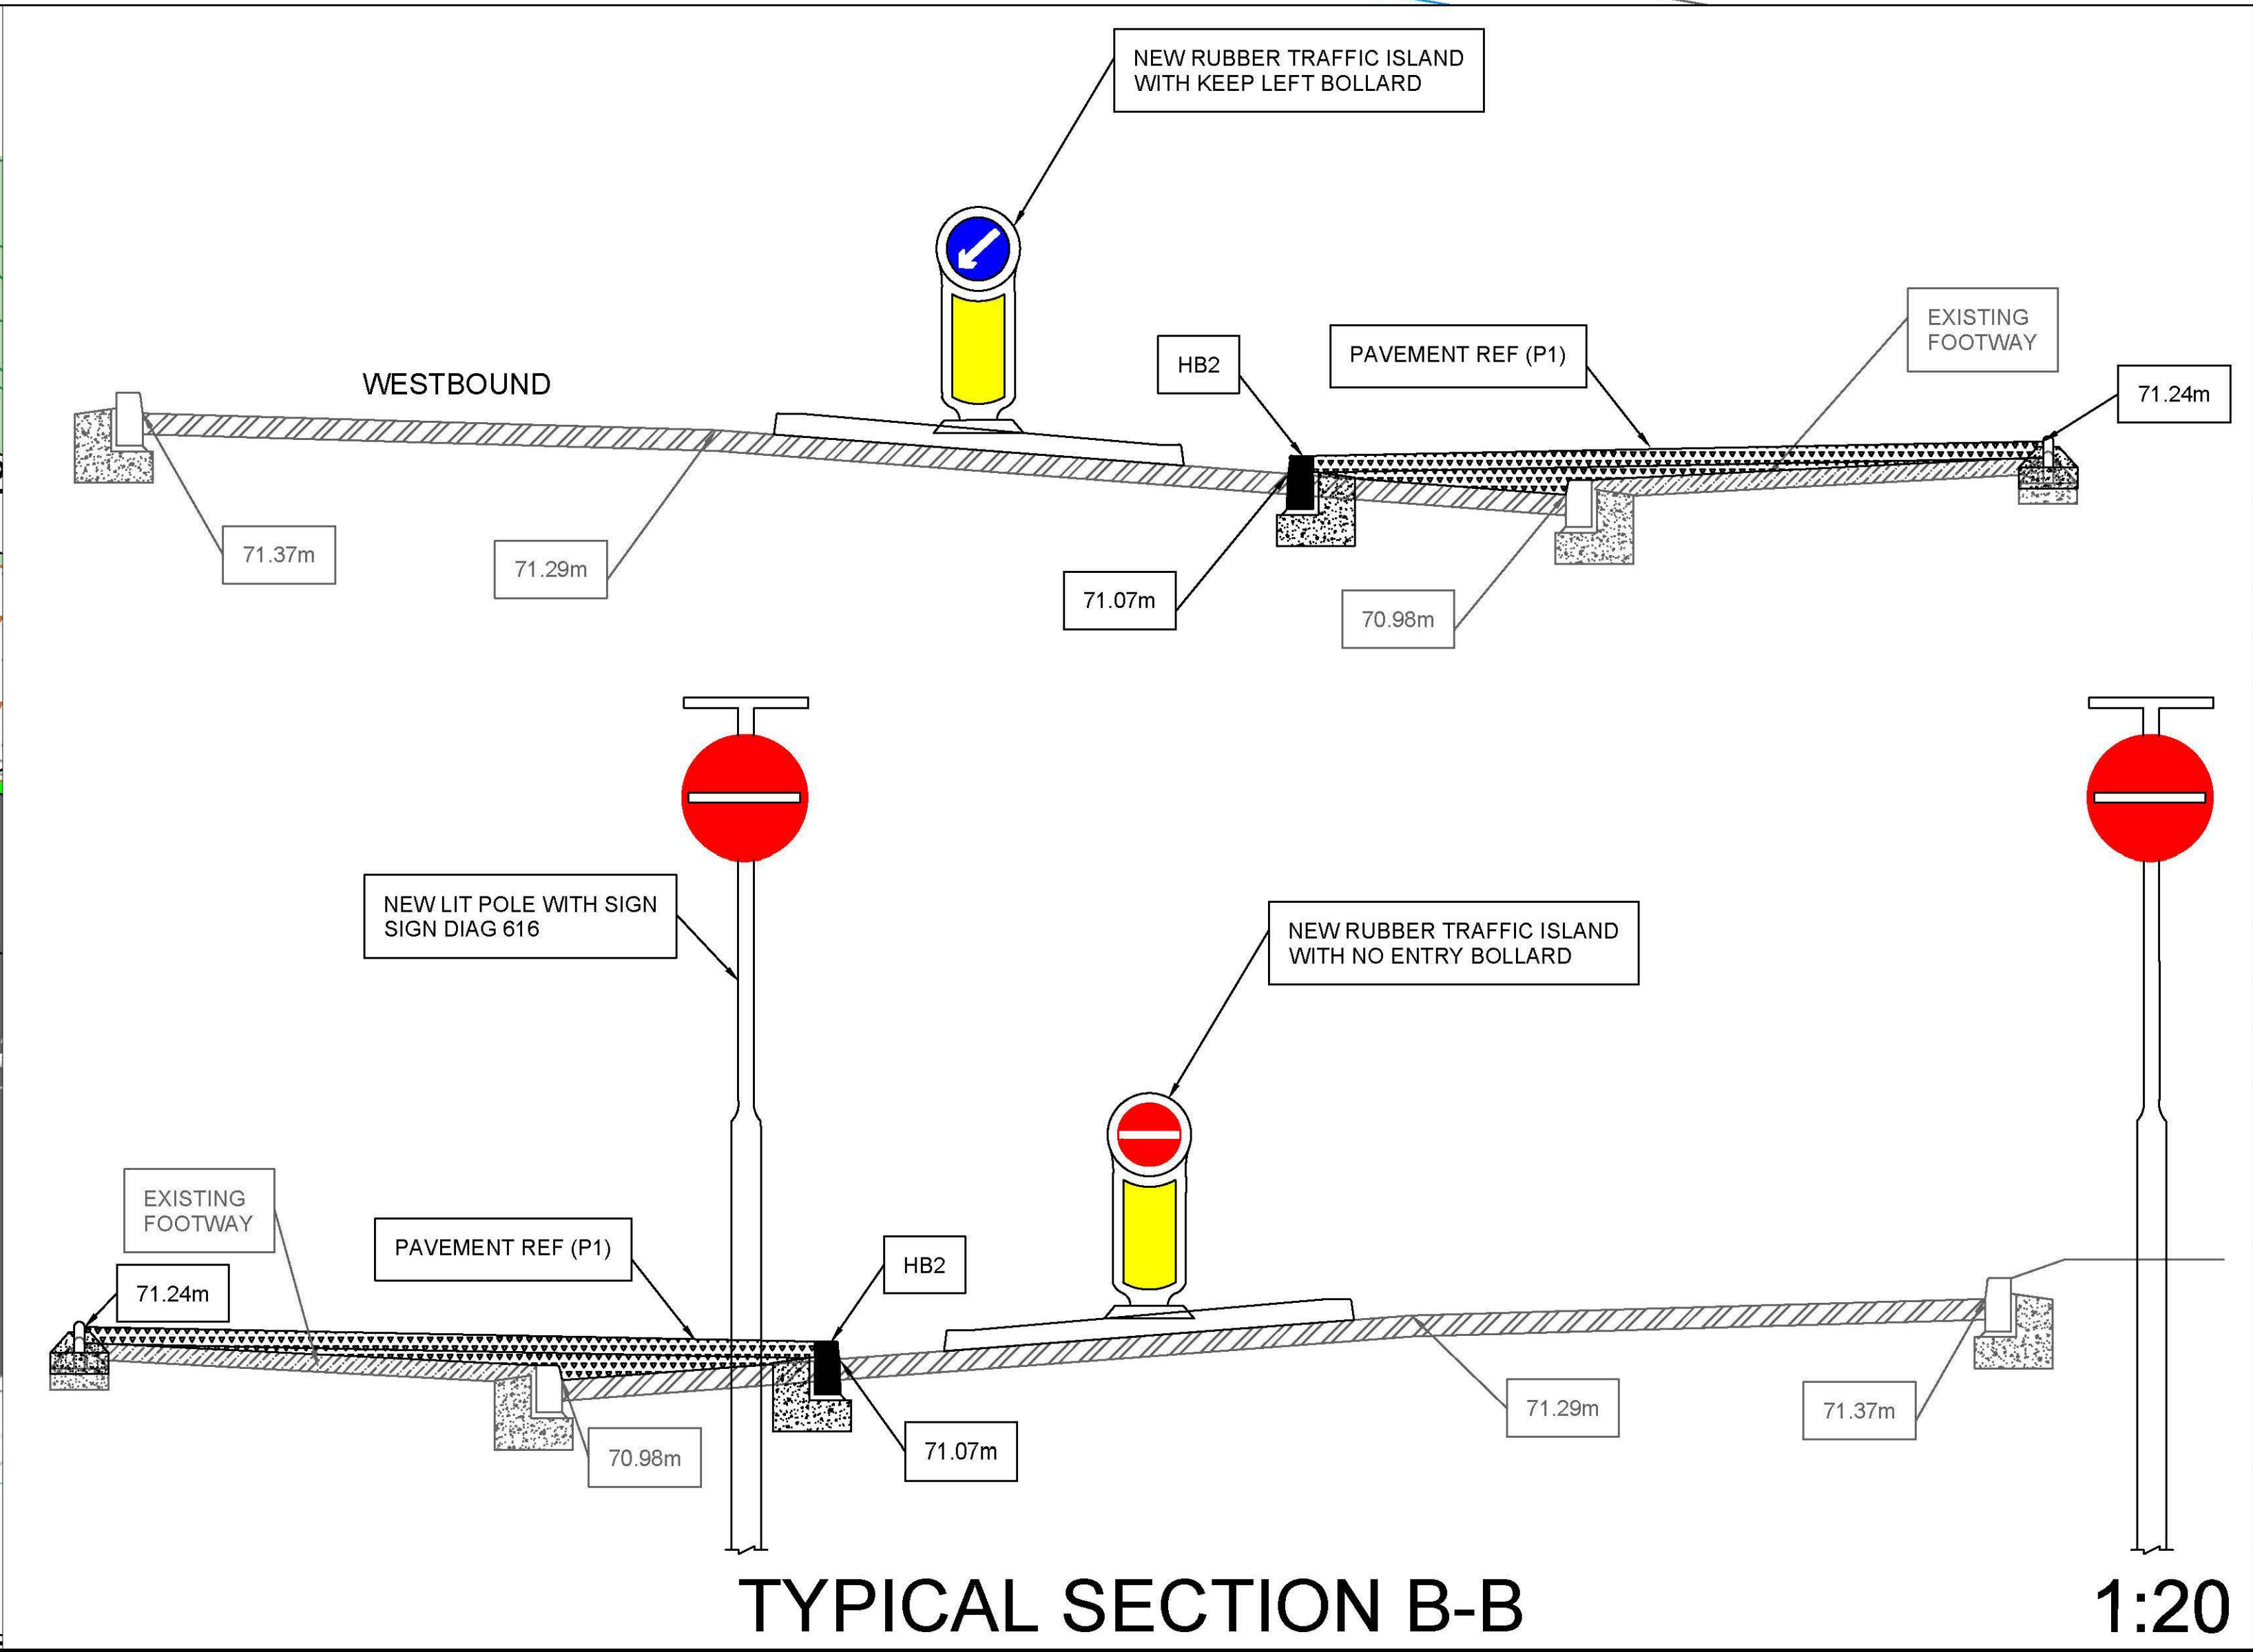 NEW RUBBER TRAFFIC ISLAND
WITH KEEP LEFT BOLLARD
WESTBOUND
HB2
PAVEMENT REF (P1)
EXISTING
FOOTWAY
71.24m
71.37m
71.29m
71.07m
70.98m
NEW LIT POLE WITH SIGN
SIGN DIAG 616
NEW RUBBER TRAFFIC ISLAND
WITH NO ENTRY BOLLARD
EXISTING
FOOTWAY
71.24m
PAVEMENT REF (P1)
HB2
70.98m
71.07m
71.29m
71.37m
TYPICAL SECTION B-B
1:20